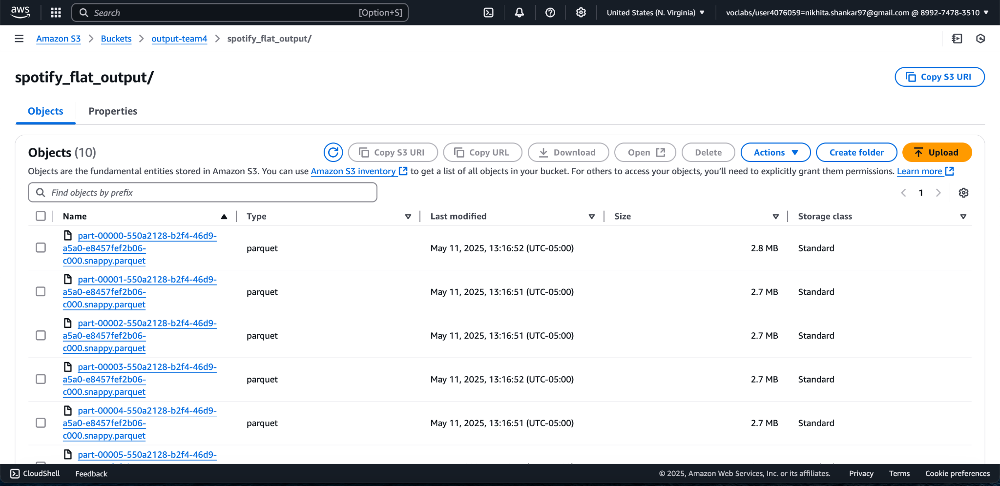 aws
Search [Option+S] United States (N. Virginia) voclabs/user4076059=nikhita.shankar97@gmail.com @ 8992-7478-3510
Amazon S3 Buckets output-team4 spotify_flat_output/
spotify_flat_output/ Copy S3 URI
Objects Properties
Objects (10) Copy S3 URI Copy URL Download Open Delete Actions Create folder Upload
Objects are the fundamental entities stored in Amazon S3. You can use Amazon S3 inventory to get a list of all objects in your bucket. For others to access your objects, you’ll need to explicitly grant them permissions. Learn more
Find objects by prefix 1
Name Type Last modified Size Storage class
part-00000-550a2128-b2f4-46d9-
a5a0-e8457fef2b06- parquet May 11, 2025, 13:16:52 (UTC-05:00) 2.8 MB Standard
c000.snappy.parquet
part-00001-550a2128-b2f4-46d9-
a5a0-e8457fef2b06- parquet May 11, 2025, 13:16:51 (UTC-05:00) 2.7 MB Standard
c000.snappy.parquet
part-00002-550a2128-b2f4-46d9-
a5a0-e8457fef2b06- parquet May 11, 2025, 13:16:51 (UTC-05:00) 2.7 MB Standard
c000.snappy.parquet
part-00003-550a2128-b2f4-46d9-
a5a0-e8457fef2b06- parquet May 11, 2025, 13:16:52 (UTC-05:00) 2.7 MB Standard
c000.snappy.parquet
part-00004-550a2128-b2f4-46d9-
a5a0-e8457fef2b06- parquet May 11, 2025, 13:16:51 (UTC-05:00) 2.7 MB Standard
c000.snappy.parquet
part-00005-550a2128-b2f4-46d9-
CloudShell Feedback © 2025, Amazon Web Services, Inc. or its affiliates. Privacy Terms Cookie preferences